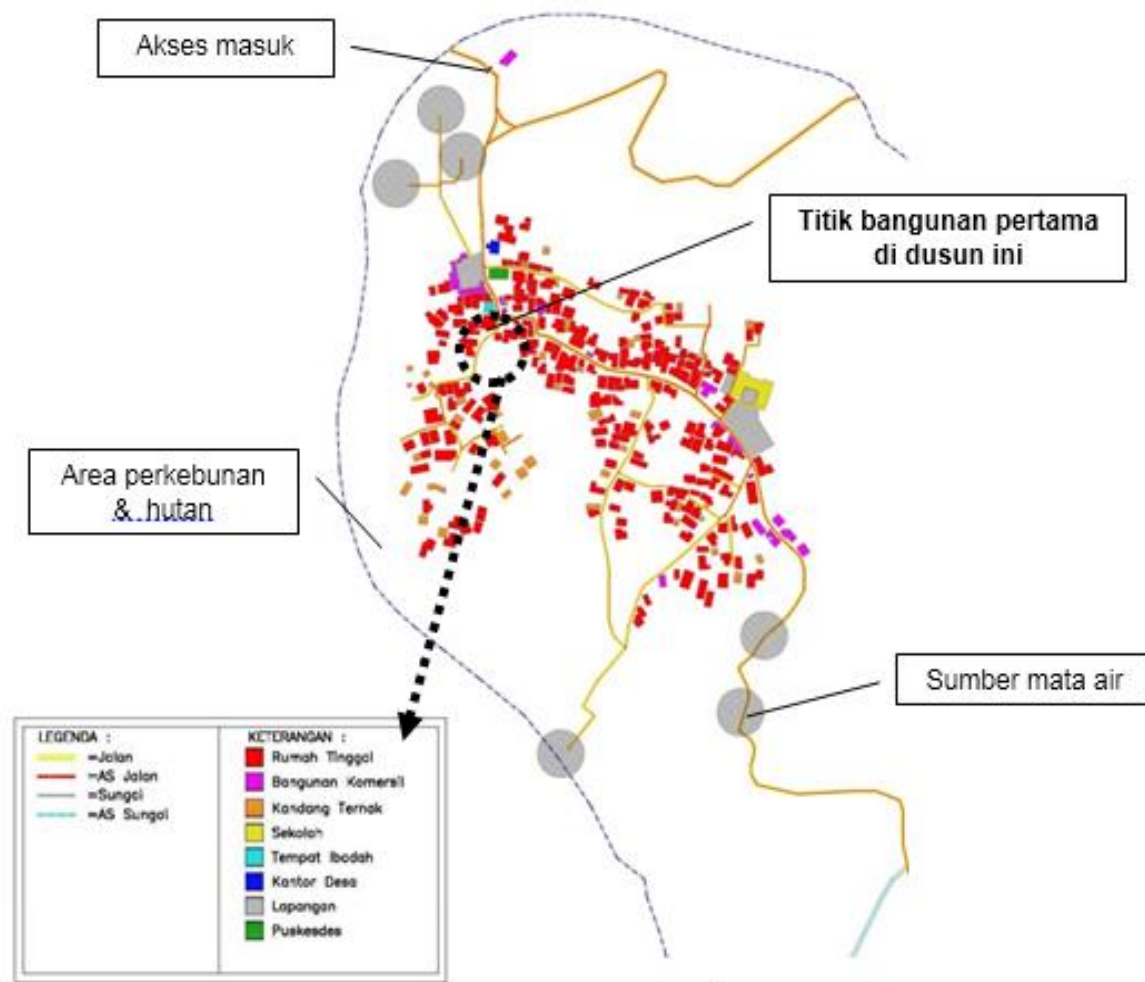 Akses masuk
Titik bangunan pertama
di dusun ini
Area perkebunan
& hutan
Sumber mata air
LEGENDA :
=Jalan
=AS Jalan
=Sungai
=AS Sungai
KETERANGAN :
Rumah Tinggal
Bangunan Komersil
Kandang Ternak
Sekolah
Tempat Ibadah
Kantor Desa
Lapangan
Puskesdes